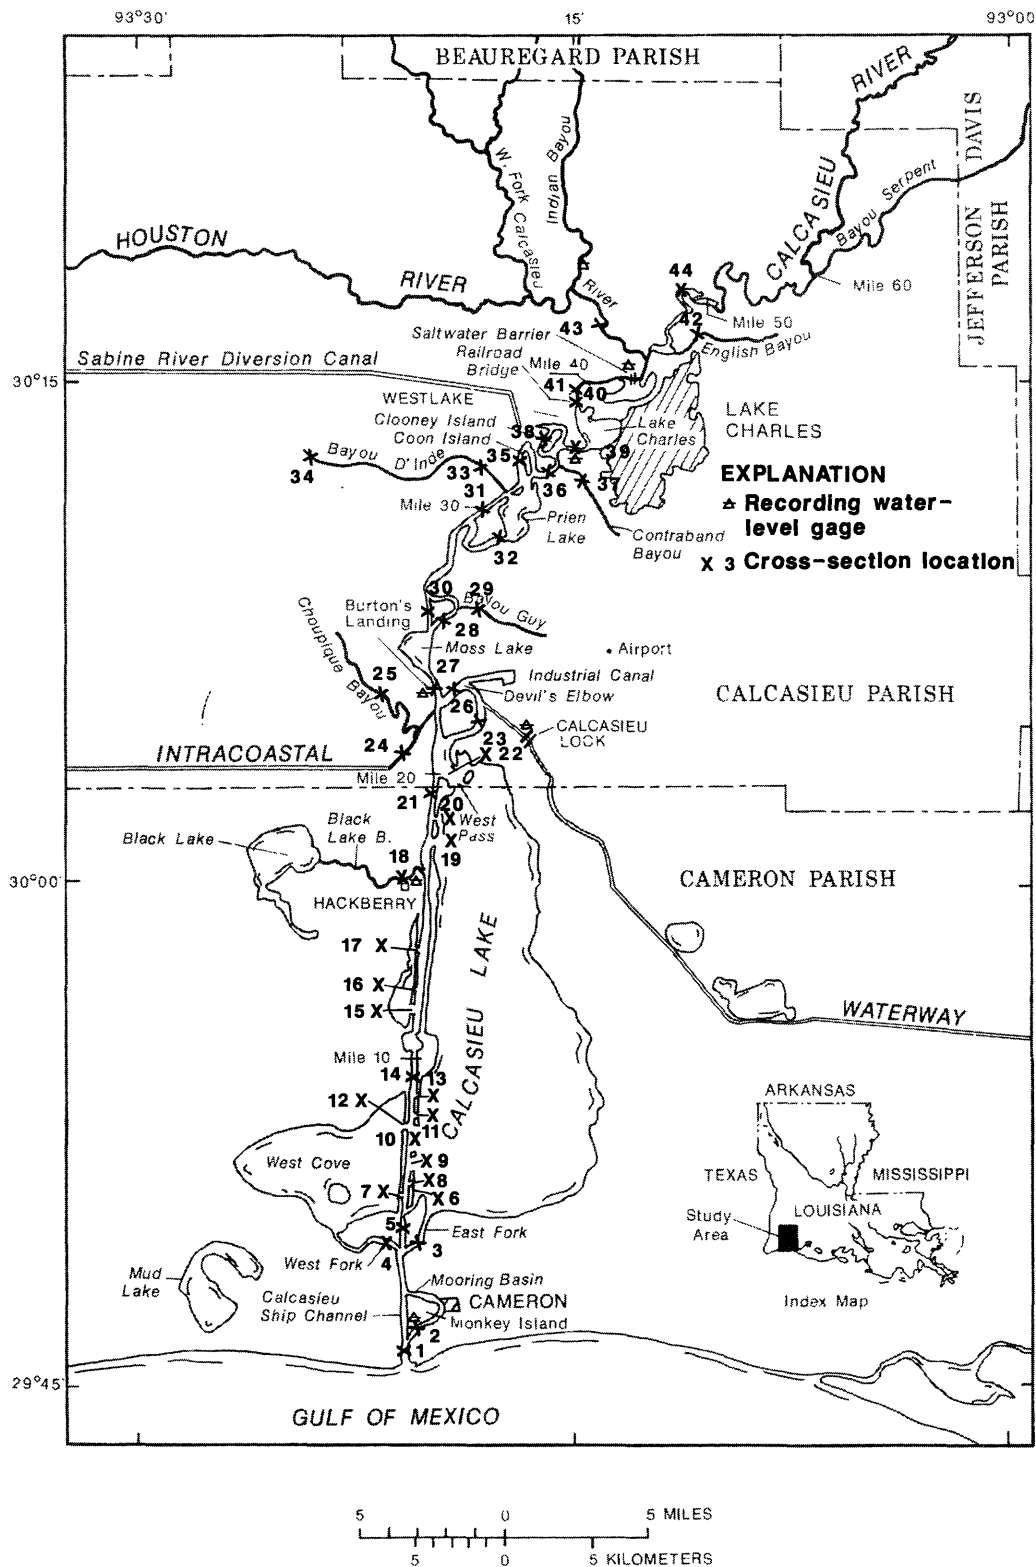 93°30'
15'
93°00'
BEAUREGARD PARISH
RIVER
W. Fork Calcasieu
Indian Bayou
CALCASIEU
Bayou Serpent
JEFFERSON DAVIS
PARISH
HOUSTON
RIVER
River
44
Mile 60
43
42
Mile 50
Saltwater Barrier
English Bayou
Railroad
Bridge
Mile 40
Sabine River Diversion Canal
30°15'
41
40
WESTLAKE
LAKE
CHARLES
Clooney Island
38
Lake
Charles
Coon Island
35
39
Bayou D'Inde
34
33
36
37
EXPLANATION
Recording water-
level gage
31
Mile 30
Prien
Lake
Contraband
Bayou
32
X 3 Cross-section location
30
29
Burton's
Landing
Bayou Guy
28
Choupique
Bayou
Moss Lake
Airport
25
27
Industrial Canal
Devil's Elbow
CALCASIEU PARISH
26
CALCASIEU
LOCK
INTRACOASTAL
24
23
22
Mile 20
21
20
West
Pass
Black Lake
Black
Lake B.
19
18
30°00'
HACKBERRY
CAMERON PARISH
17 X
16 X
15 X
CALCASIEU LAKE
WATERWAY
Mile 10
14
13
12 X
11
10
ARKANSAS
West Cove
X 9
X 8
7 X
X 6
TEXAS
MISSISSIPPI
LOUISIANA
Study
Area
5
East Fork
West Fork
4
3
Mud
Lake
Mooring Basin
Calcasieu
Ship Channel
CAMERON
Monkey Island
Index Map
2
1
29°45'
GULF OF MEXICO
5 0 5 MILES
5 0 5 KILOMETERS